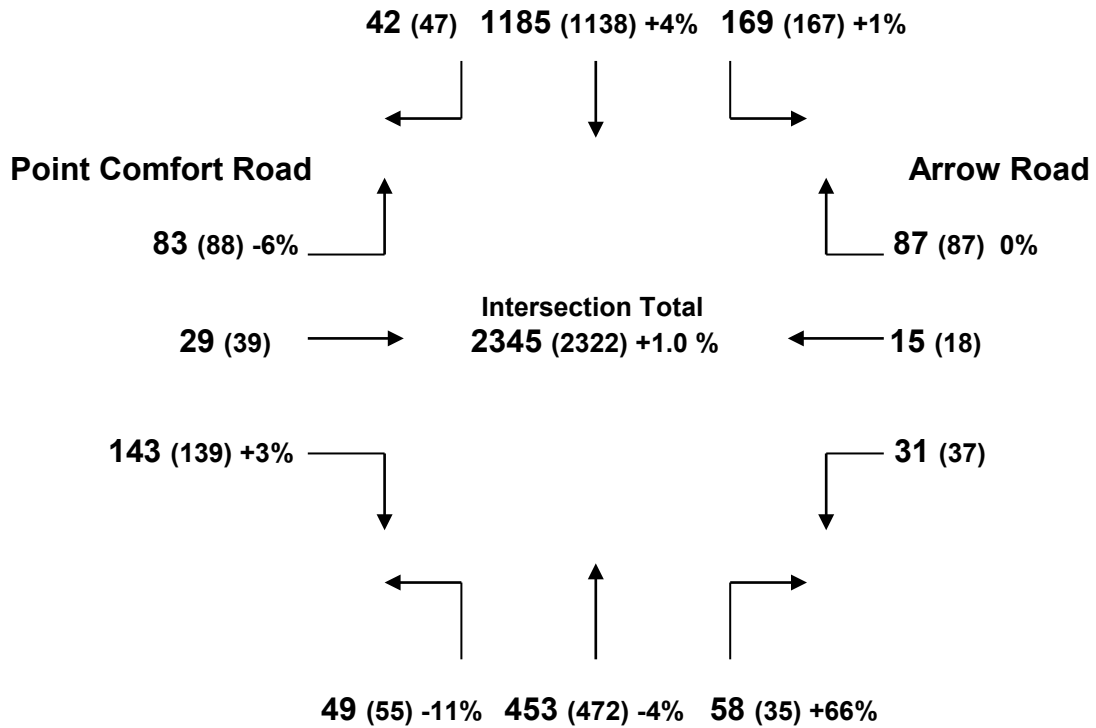 42 (47) 1185 (1138) +4% 169 (167) +1%
Point Comfort Road
Arrow Road
83 (88) -6%
87 (87) 0%
Intersection Total
29 (39)
2345 (2322) +1.0 %
15 (18)
143 (139) +3%
31 (37)
49 (55) -11% 453 (472) -4% 58 (35) +66%